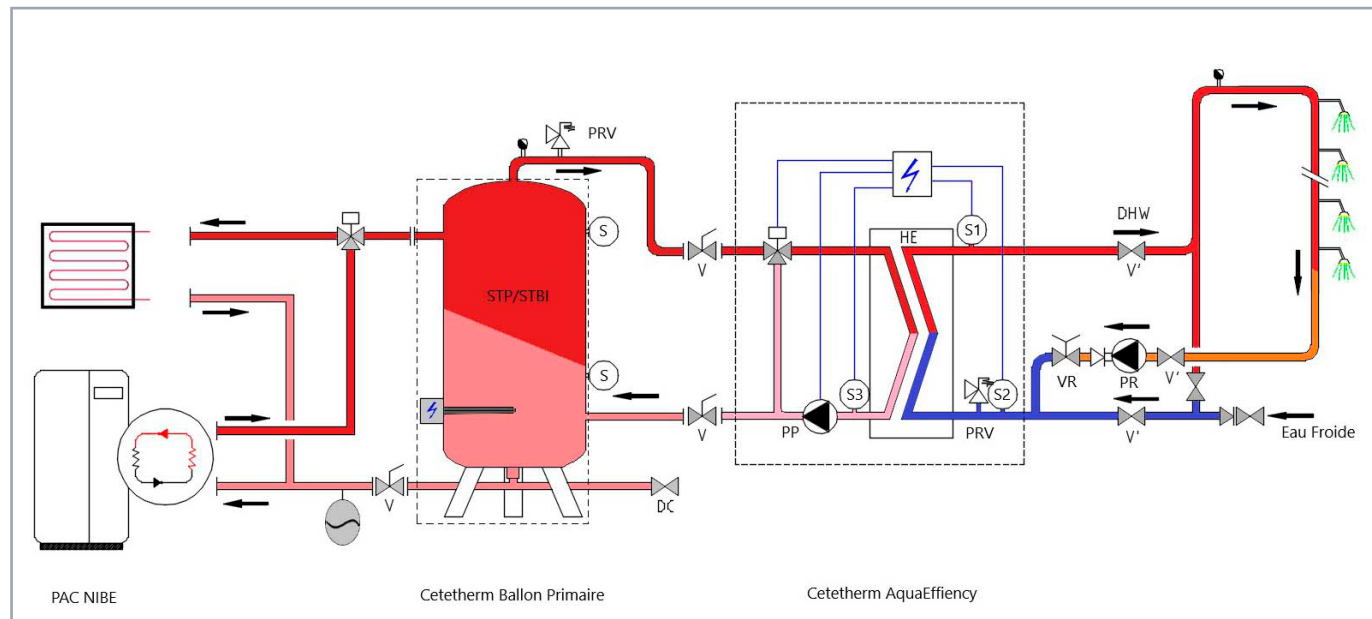 PRV
DHW
S1
HE
S
V
V'
STP/STBI
S
VR
PR
V'
S3
S2
PP
PRV
V
V'
Eau Froide
V
DC
PAC NIBE
Cetetherm Ballon Primaire
Cetetherm AquaEffiency